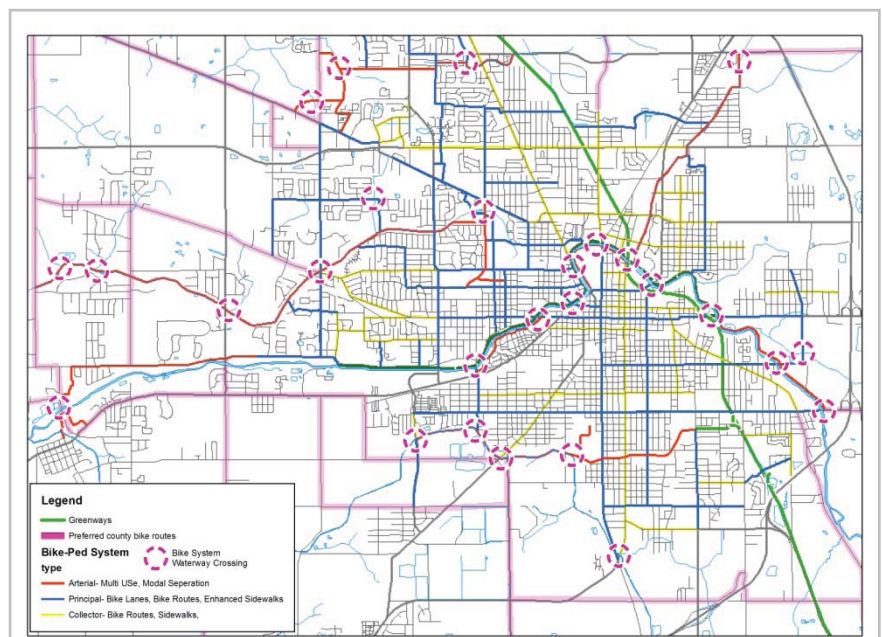 Legend
Greenways
Preferred county bike routes
Bike-Ped System
type
Bike System
Waterway Crossing
Arterial- Multi USe, Modal Seperation
Principal- Bike Lanes, Bike Routes, Enhanced Sidewalks
Collector- Bike Routes, Sidewalks,